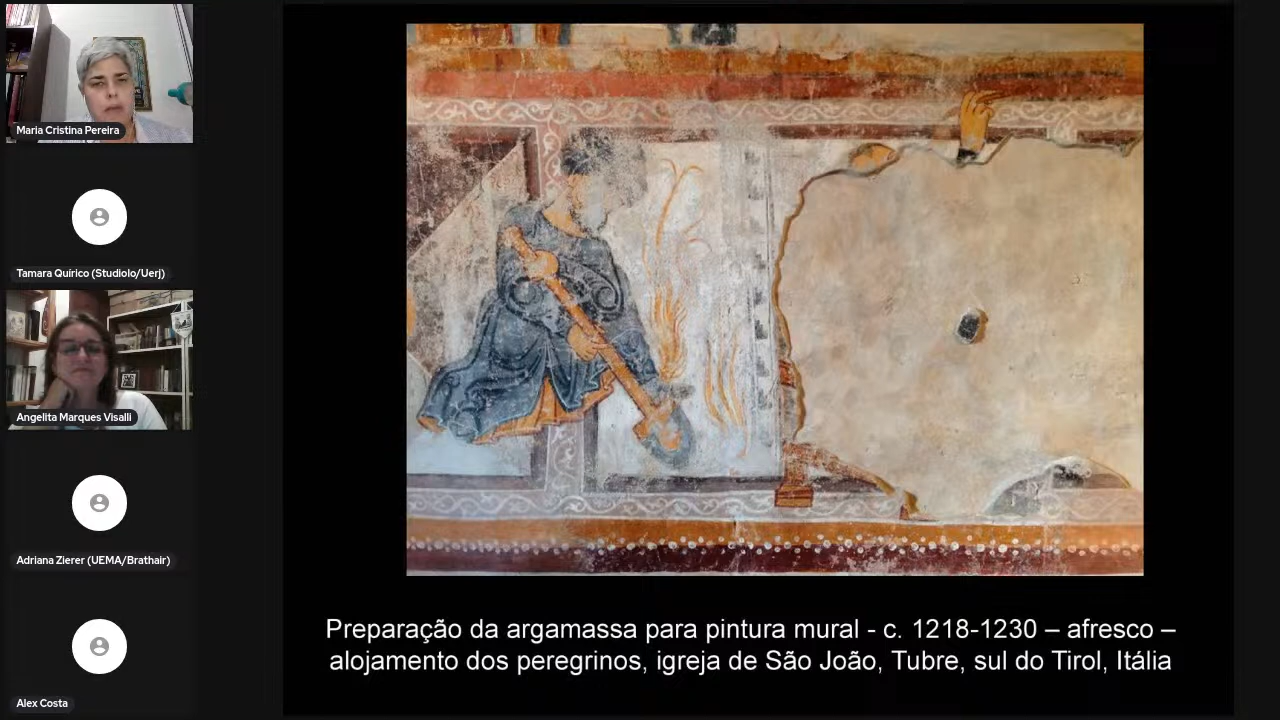 Maria Cristina Pereira
Tamara Quírico (Studiolo/Uerj)
Angelita Marques Visalli
Adriana Zierer (UEMA/Brathair)
Alex Costa
Preparação da argamassa para pintura mural - c. 1218-1230 – afresco –
alojamento dos peregrinos, igreja de São João, Tubre, sul do Tirol, Itália